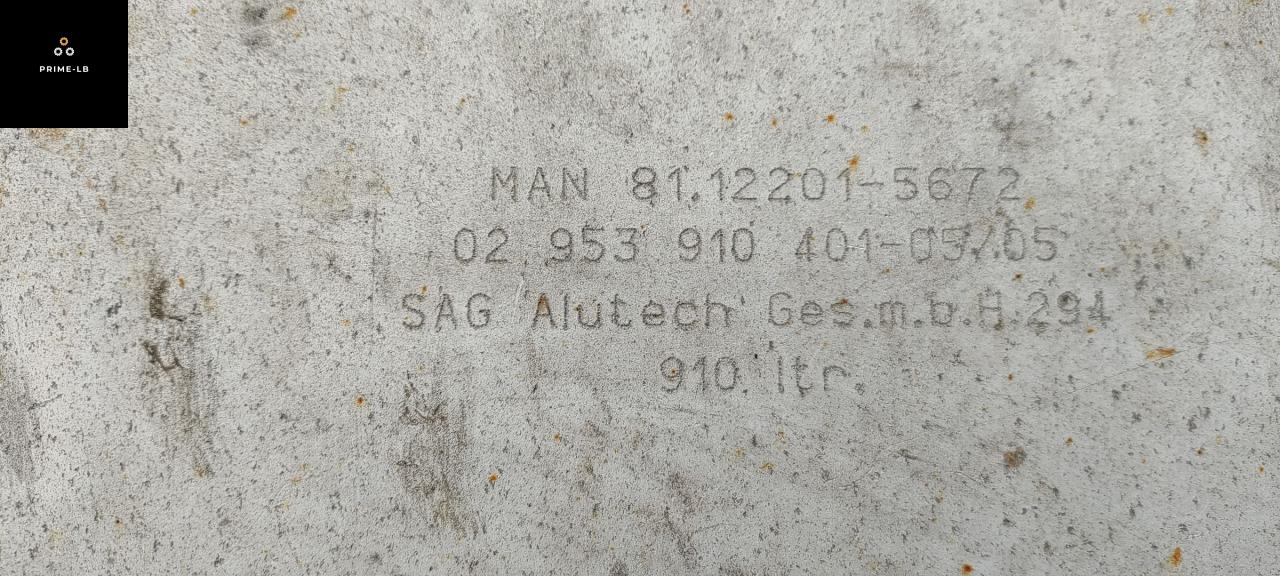 PRIME-LB
MAN 81.12201-5672
02 953 910 401-05/05
SAG Alutech Ges.m.b.H.294
910 ltr.